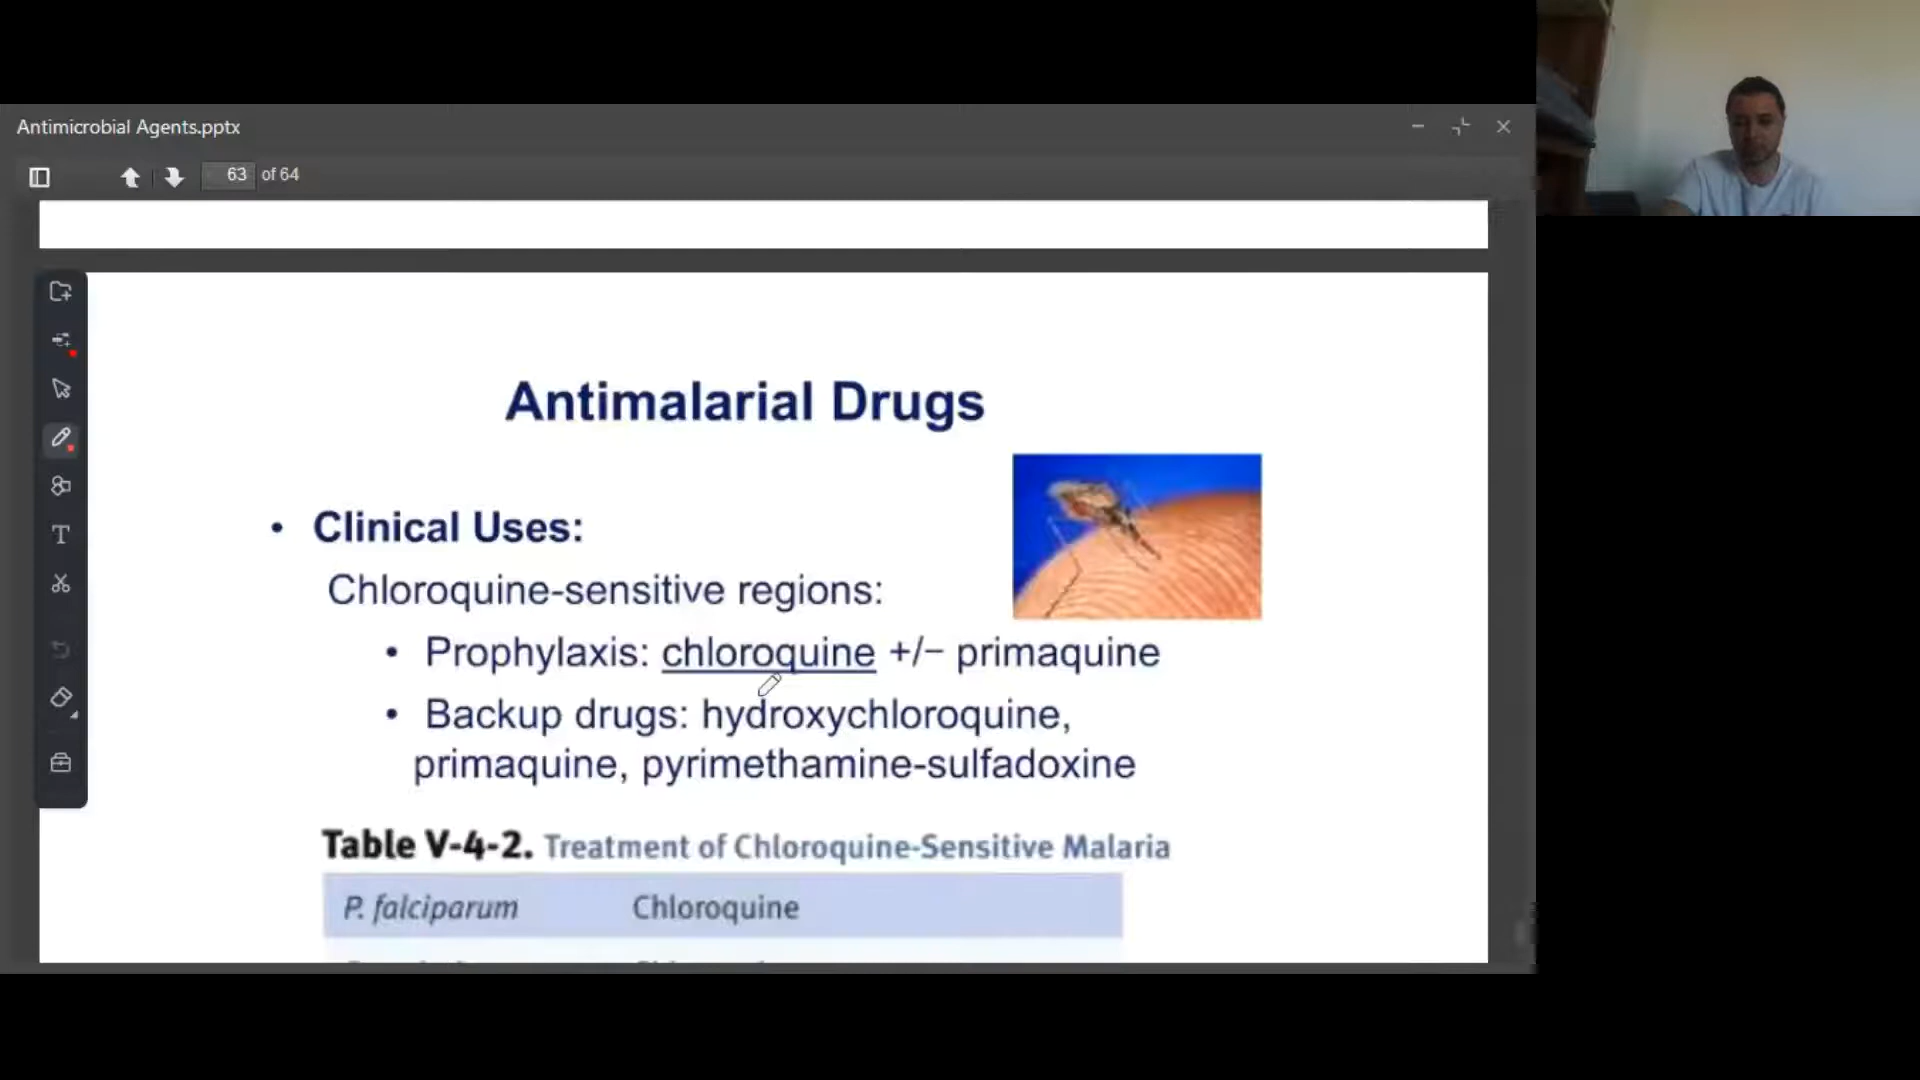 Antimicrobial Agents.pptx
63 of 64
Antimalarial Drugs
• Clinical Uses:
Chloroquine-sensitive regions:
• Prophylaxis: chloroquine +/− primaquine
• Backup drugs: hydroxychloroquine,
primaquine, pyrimethamine-sulfadoxine
Table V-4-2. Treatment of Chloroquine-Sensitive Malaria
P. falciparum Chloroquine